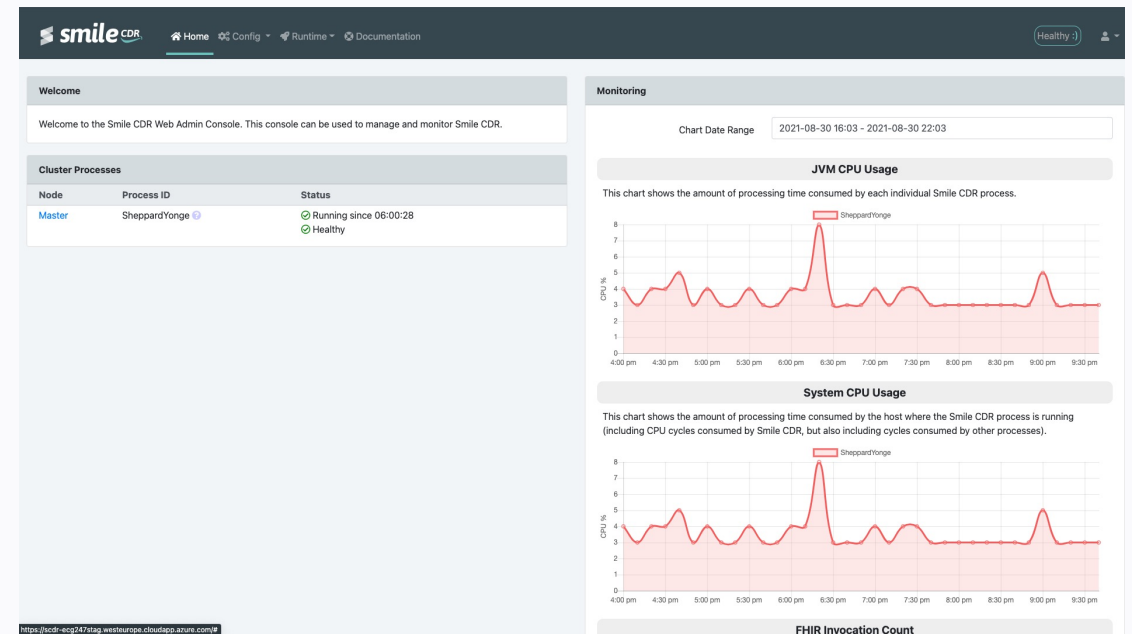 smile CDR
Home Config Runtime Documentation
Healthy :)
Welcome
Welcome to the Smile CDR Web Admin Console. This console can be used to manage and monitor Smile CDR.
Cluster Processes
Node Process ID Status
Master SheppardYonge Running since 06:00:28
Healthy
Monitoring
Chart Date Range 2021-08-30 16:03 - 2021-08-30 22:03
JVM CPU Usage
This chart shows the amount of processing time consumed by each individual Smile CDR process.
SheppardYonge
8
7
6
5
4
3
2
1
0
CPU %
4:00 pm 4:30 pm 5:00 pm 5:30 pm 6:00 pm 6:30 pm 7:00 pm 7:30 pm 8:00 pm 8:30 pm 9:00 pm 9:30 pm
System CPU Usage
This chart shows the amount of processing time consumed by the host where the Smile CDR process is running
(including CPU cycles consumed by Smile CDR, but also including cycles consumed by other processes).
SheppardYonge
8
7
6
5
4
3
2
1
0
CPU %
4:00 pm 4:30 pm 5:00 pm 5:30 pm 6:00 pm 6:30 pm 7:00 pm 7:30 pm 8:00 pm 8:30 pm 9:00 pm 9:30 pm
FHIR Invocation Count
https://scdr-ecg247stag.westeurope.cloudapp.azure.com/#